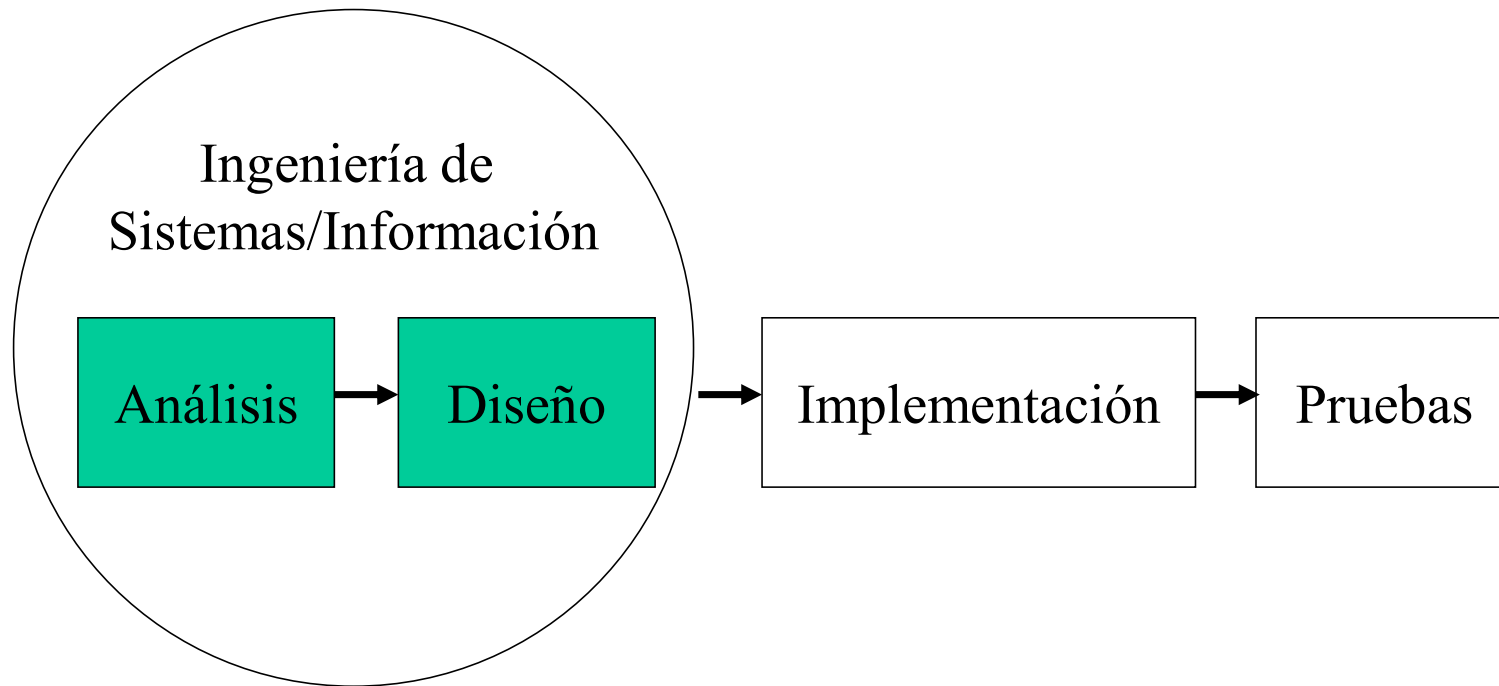 Ingeniería de
Sistemas/Información
Análisis
Diseño
Implementación
Pruebas